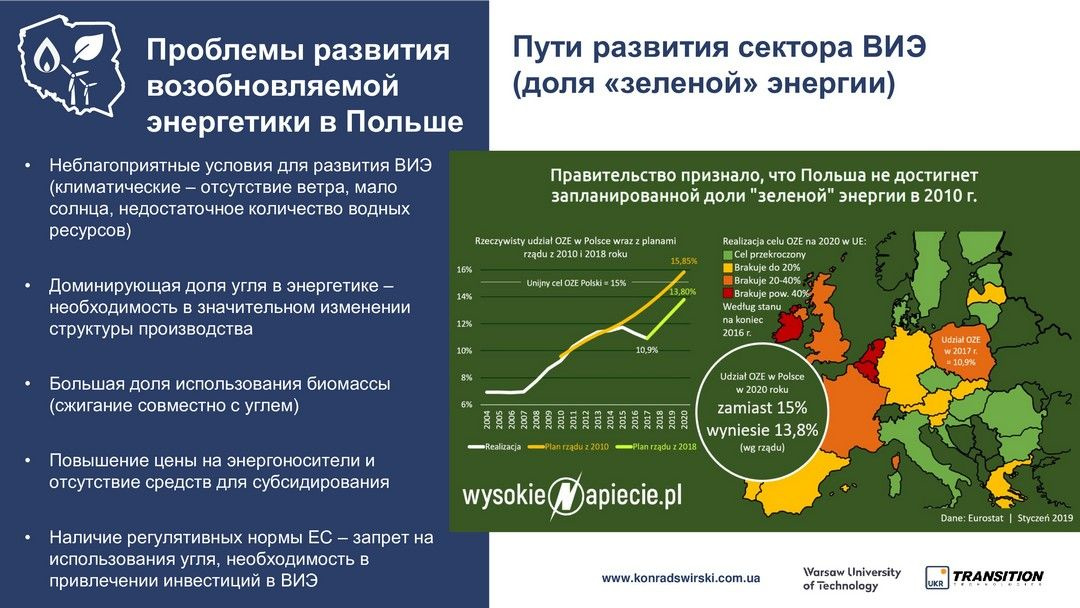 Проблемы развития
возобновляемой
энергетики в Польше
• Неблагоприятные условия для развития ВИЭ
(климатические – отсутствие ветра, мало
солнца, недостаточное количество водных
ресурсов)
• Доминирующая доля угля в энергетике –
необходимость в значительном изменении
структуры производства
• Большая доля использования биомассы
(сжигание совместно с углем)
• Повышение цены на энергоносители и
отсутствие средств для субсидирования
• Наличие регулятивных нормы ЕС – запрет на
использования угля, необходимость в
привлечении инвестиций в ВИЭ
Пути развития сектора ВИЭ
(доля «зеленой» энергии)
Правительство признало, что Польша не достигнет
запланированной доли "зеленой" энергии в 2010 г.
Rzeczywisty udział OZE w Polsce wraz z planami
rządu z 2010 i 2018 roku
15,85%
16%
Unijny cel OZE Polski = 15%
13,80%
14%
12%
10%
10,9%
8%
6%
2004 2005 2006 2007 2008 2009 2010 2011 2012 2013 2014 2015 2016 2017 2018 2019 2020
Realizacja Plan rządu z 2010 Plan rządu z 2018
Realizacja celu OZE na 2020 w UE:
Cel przekroczony
Brakuje do 20%
Brakuje 20-40%
Brakuje pow. 40%
Według stanu
na koniec
2016 r.
Udział OZE
w 2017 r.
= 10,9%
Udział OZE w Polsce
w 2020 roku
zamiast 15%
wyniesie 13,8%
(wg rządu)
wysokieNapiecie.pl
Dane: Eurostat | Styczeń 2019
www.konradswirski.com.ua
Warsaw University
of Technology
UKR
TRANSITION
TECHNOLOGIES